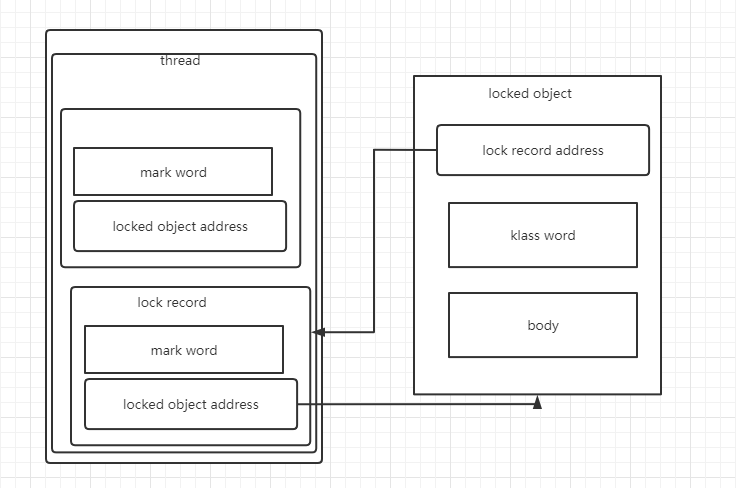 thread
mark word
locked object address
lock record
mark word
locked object address
locked object
lock record address
klass word
body